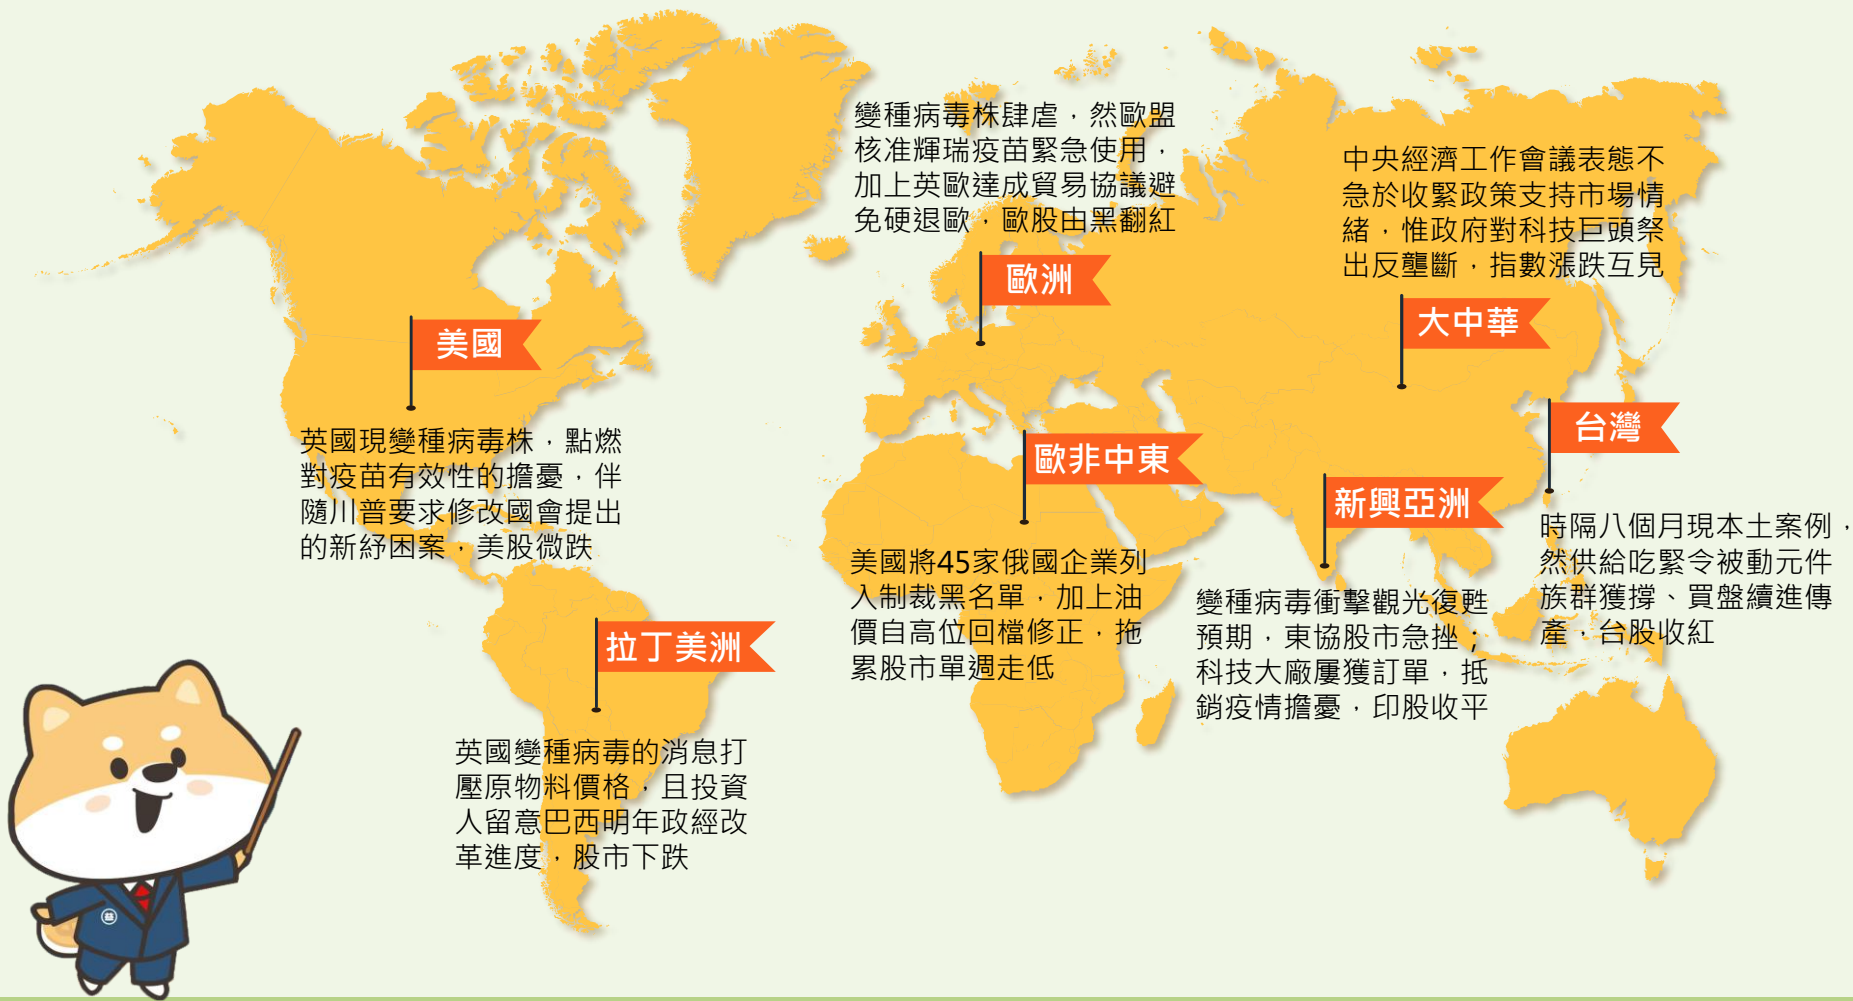 變種病毒株肆虐，然歐盟
核准輝瑞疫苗緊急使用，
加上英歐達成貿易協議避
免硬退歐，歐股由黑翻紅
歐洲
中央經濟工作會議表態不
急於收緊政策支持市場情
緒，惟政府對科技巨頭祭
出反壟斷，指數漲跌互見
大中華
美國
英國現變種病毒株，點燃
對疫苗有效性的擔憂，伴
隨川普要求修改國會提出
的新紓困案，美股微跌
歐非中東
美國將45家俄國企業列
入制裁黑名單，加上油
價自高位回檔修正，拖
累股市單週走低
台灣
時隔八個月現本土案例，
然供給吃緊令被動元件
族群獲撐、買盤續進傳
產，台股收紅
新興亞洲
變種病毒衝擊觀光復甦
預期，東協股市急挫；
科技大廠屢獲訂單，抵
銷疫情擔憂，印股收平
拉丁美洲
英國變種病毒的消息打
壓原物料價格，且投資
人留意巴西明年政經改
革進度，股市下跌